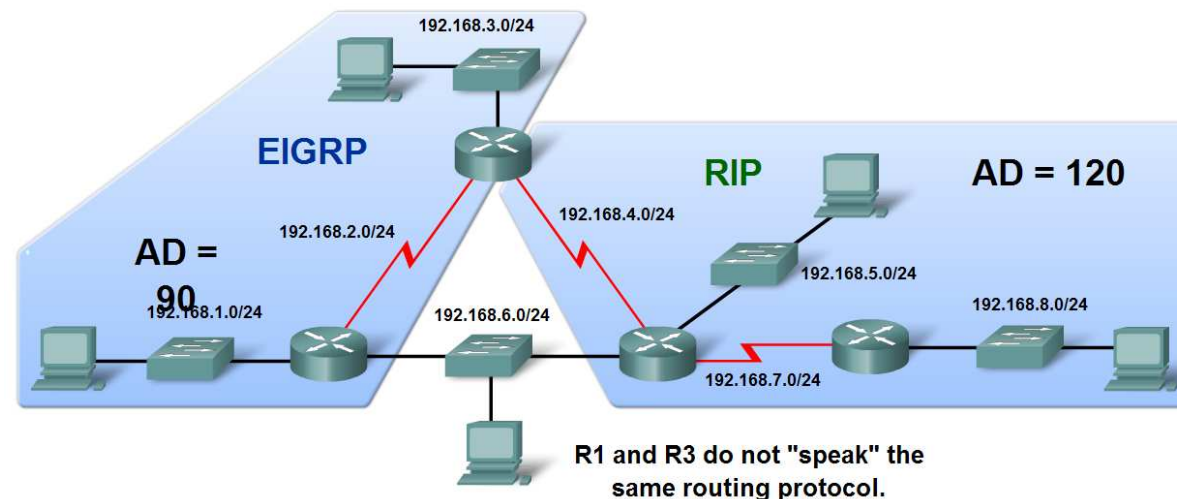 192.168.3.0/24
EIGRP
RIP
AD = 120
192.168.4.0/24
192.168.2.0/24
AD =
90
192.168.5.0/24
192.168.1.0/24
192.168.6.0/24
192.168.8.0/24
192.168.7.0/24
R1 and R3 do not "speak" the
same routing protocol.